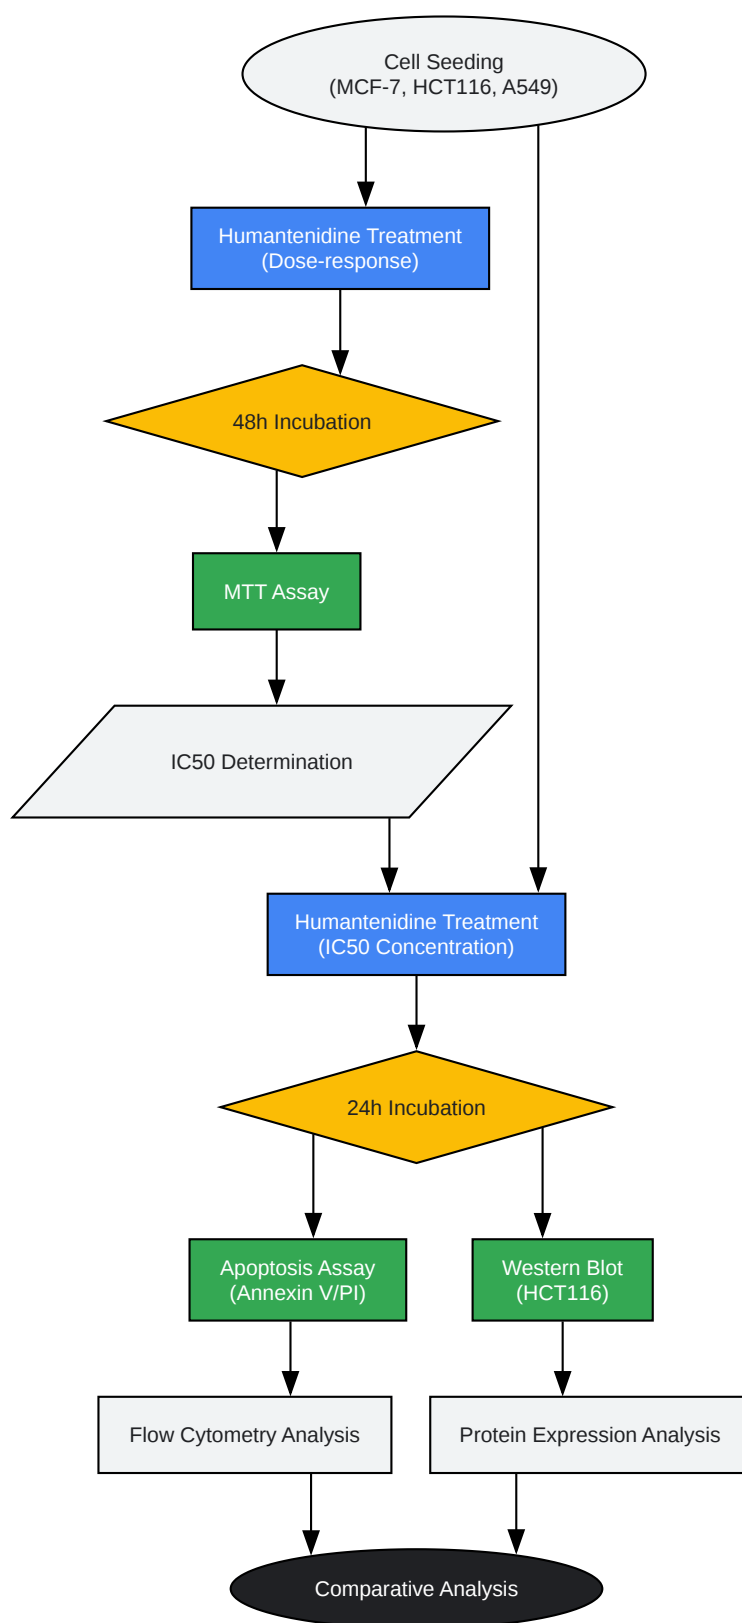 Cell Seeding
(MCF-7, HCT116, A549)
Humantenidine Treatment
(Dose-response)
48h Incubation
MTT Assay
IC50 Determination
Humantenidine Treatment
(IC50 Concentration)
24h Incubation
Apoptosis Assay
(Annexin V/PI)
Western Blot
(HCT116)
Flow Cytometry Analysis
Protein Expression Analysis
Comparative Analysis